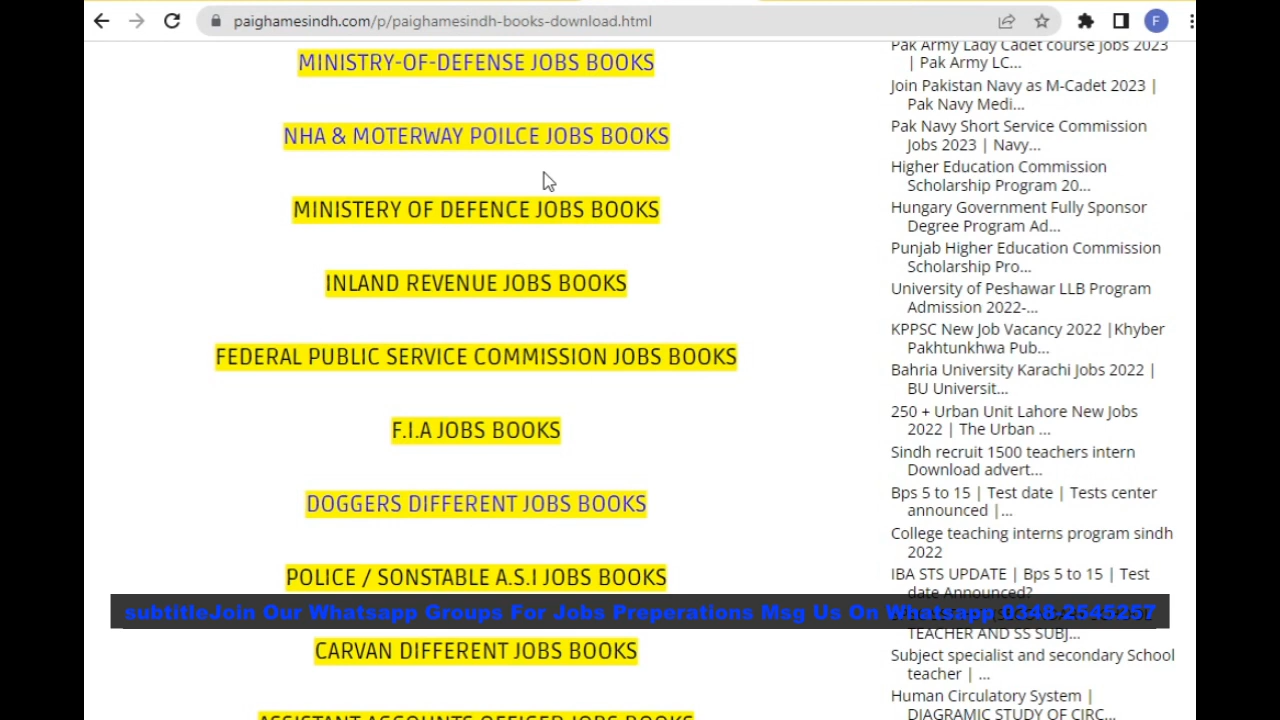 paighamesindh.com/p/paighamesindh-books-download.html
F
MINISTRY-OF-DEFENSE JOBS BOOKS
NHA & MOTERWAY POILCE JOBS BOOKS
MINISTERY OF DEFENCE JOBS BOOKS
INLAND REVENUE JOBS BOOKS
FEDERAL PUBLIC SERVICE COMMISSION JOBS BOOKS
F.I.A JOBS BOOKS
DOGGERS DIFFERENT JOBS BOOKS
POLICE / SONSTABLE A.S.I JOBS BOOKS
CARVAN DIFFERENT JOBS BOOKS
ASSISTANT ACCOUNTS OFFICER JOBS BOOKS
Pak Army Lady Cadet course Jobs 2023
| Pak Army LC...
Join Pakistan Navy as M-Cadet 2023 |
Pak Navy Medi...
Pak Navy Short Service Commission
Jobs 2023 | Navy...
Higher Education Commission
Scholarship Program 20...
Hungary Government Fully Sponsor
Degree Program Ad...
Punjab Higher Education Commission
Scholarship Pro...
University of Peshawar LLB Program
Admission 2022-...
KPPSC New Job Vacancy 2022 |Khyber
Pakhtunkhwa Pub...
Bahria University Karachi Jobs 2022 |
BU Universit...
250 + Urban Unit Lahore New Jobs
2022 | The Urban ...
Sindh recruit 1500 teachers intern
Download advert...
Bps 5 to 15 | Test date | Tests center
announced |...
College teaching interns program sindh
2022
IBA STS UPDATE | Bps 5 to 15 | Test
date Announced?
TEACHER AND SS SUBJ...
Subject specialist and secondary School
teacher | ...
Human Circulatory System |
DIAGRAMIC STUDY OF CIRC...
subtitleJoin Our Whatsapp Groups For Jobs Preperations Msg Us On Whatsapp 0348-2545257